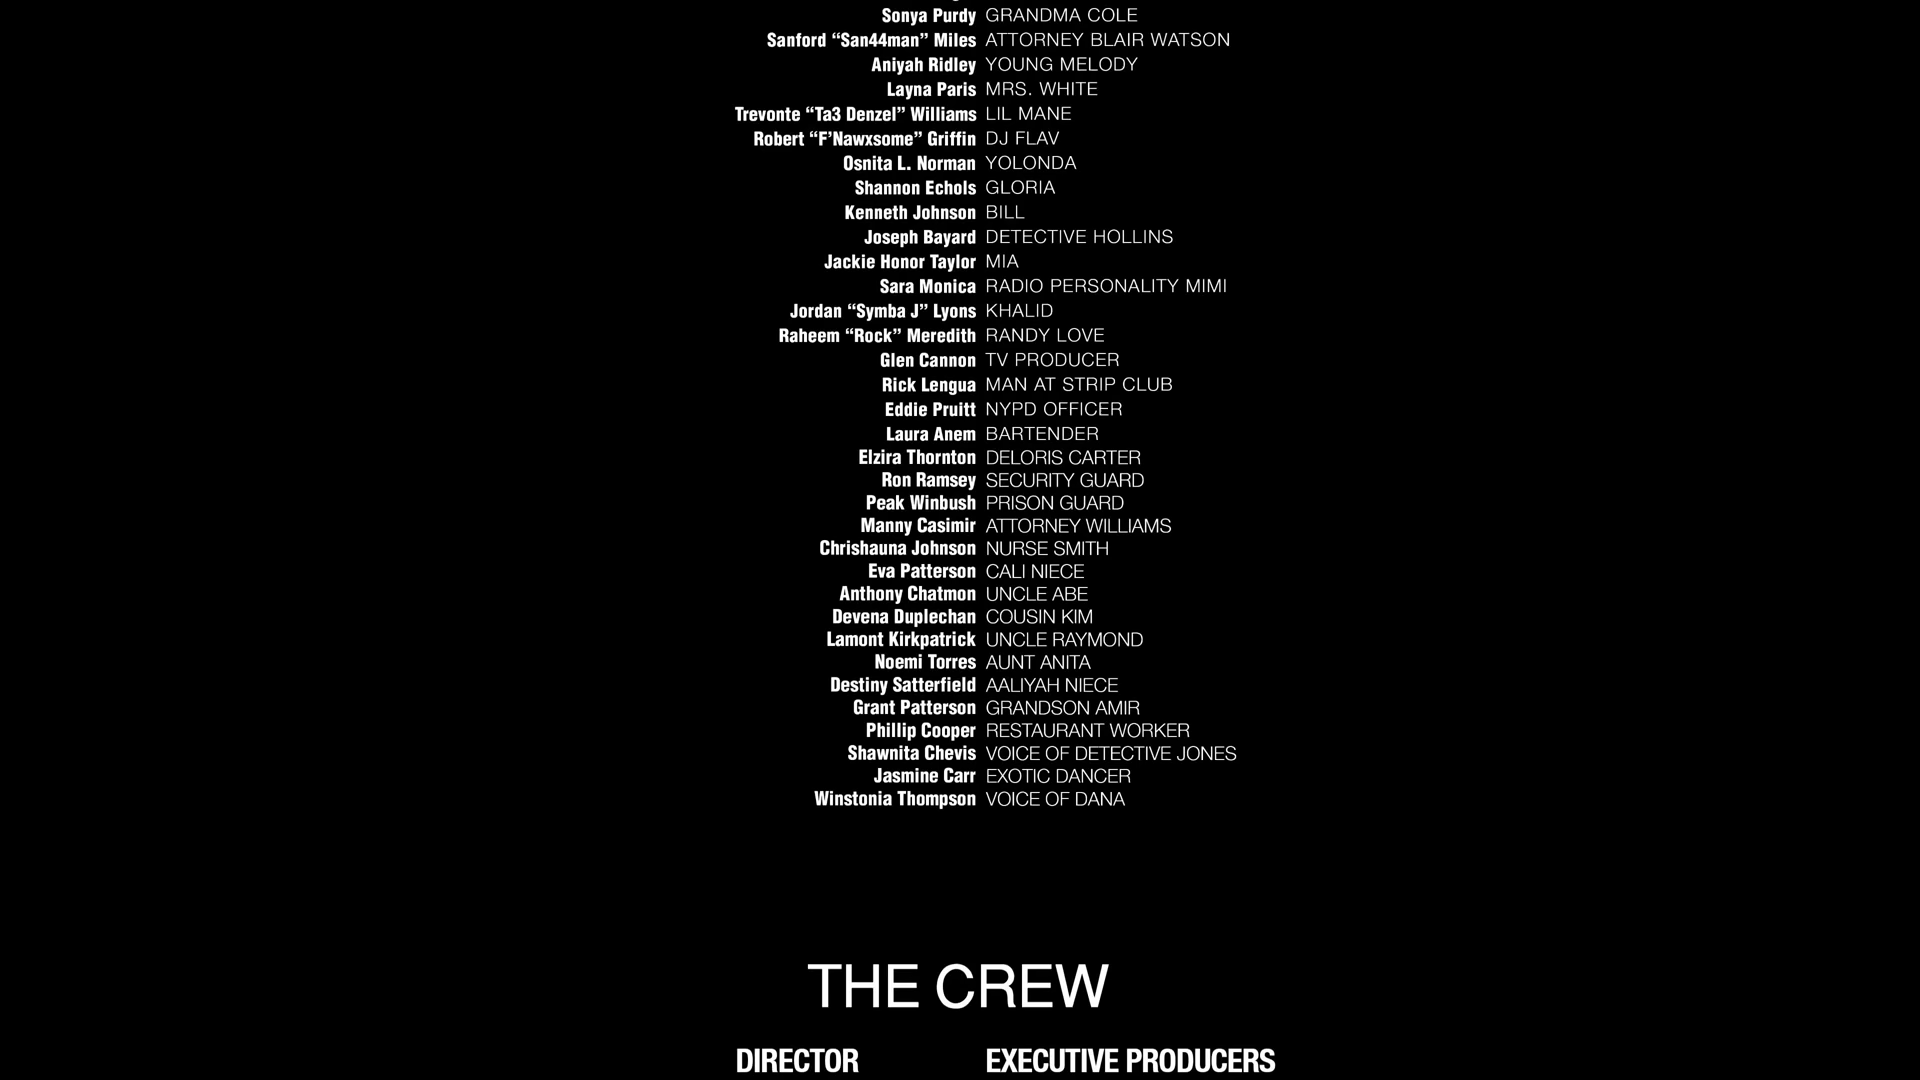 Sonya Purdy GRANDMA COLE
Sanford “San44man” Miles ATTORNEY BLAIR WATSON
Aniyah Ridley YOUNG MELODY
Layna Paris MRS. WHITE
Trevonte “Ta3 Denzel” Williams LIL MANE
Robert “F’Nawxsome” Griffin DJ FLAV
Osnita L. Norman YOLONDA
Shannon Echols GLORIA
Kenneth Johnson BILL
Joseph Bayard DETECTIVE HOLLINS
Jackie Honor Taylor MIA
Sara Monica RADIO PERSONALITY MIMI
Jordan “Symba J” Lyons KHALID
Raheem “Rock” Meredith RANDY LOVE
Glen Cannon TV PRODUCER
Rick Lengua MAN AT STRIP CLUB
Eddie Pruitt NYPD OFFICER
Laura Anem BARTENDER
Elzira Thornton DELORIS CARTER
Ron Ramsey SECURITY GUARD
Peak Winbush PRISON GUARD
Manny Casimir ATTORNEY WILLIAMS
Chrishauna Johnson NURSE SMITH
Eva Patterson CALI NIECE
Anthony Chatmon UNCLE ABE
Devena Duplechan COUSIN KIM
Lamont Kirkpatrick UNCLE RAYMOND
Noemi Torres AUNT ANITA
Destiny Satterfield AALIYAH NIECE
Grant Patterson GRANDSON AMIR
Phillip Cooper RESTAURANT WORKER
Shawnita Chevis VOICE OF DETECTIVE JONES
Jasmine Carr EXOTIC DANCER
Winstonia Thompson VOICE OF DANA
THE CREW
DIRECTOR EXECUTIVE PRODUCERS